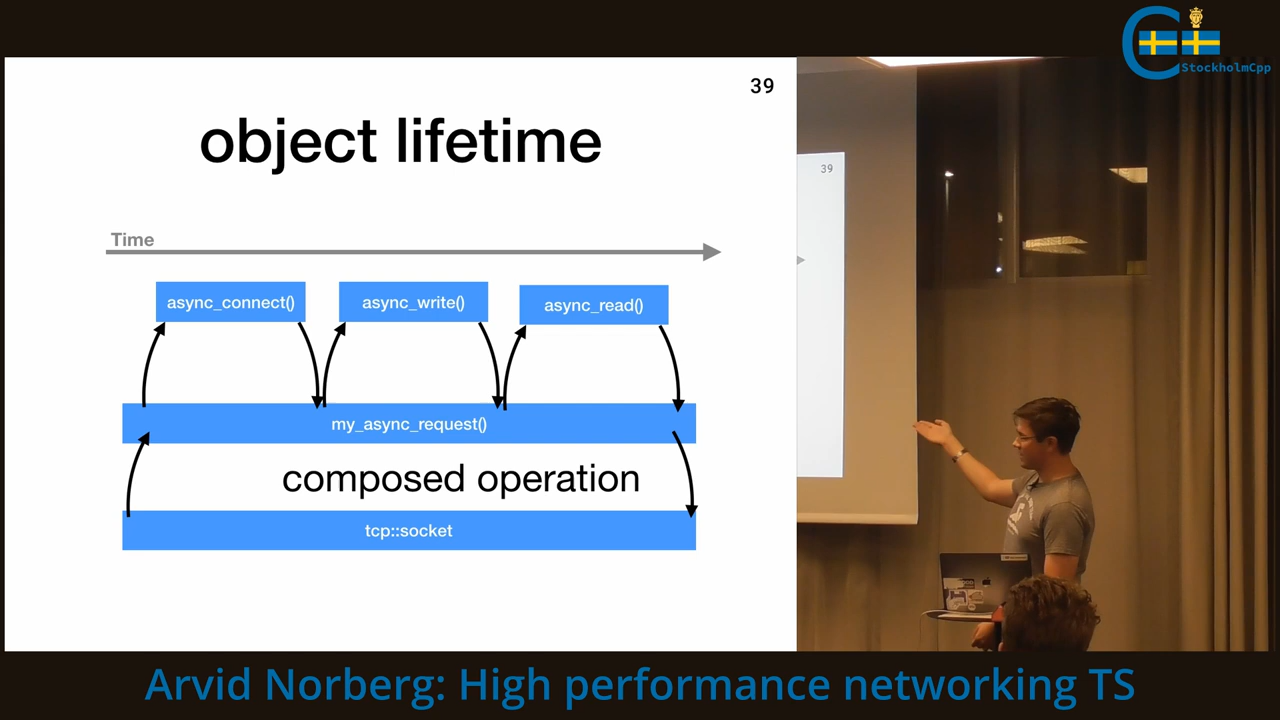 StockholmCpp
39
object lifetime
39
Time
async_connect()
async_write()
async_read()
my_async_request()
composed operation
tcp::socket
Arvid Norberg: High performance networking TS